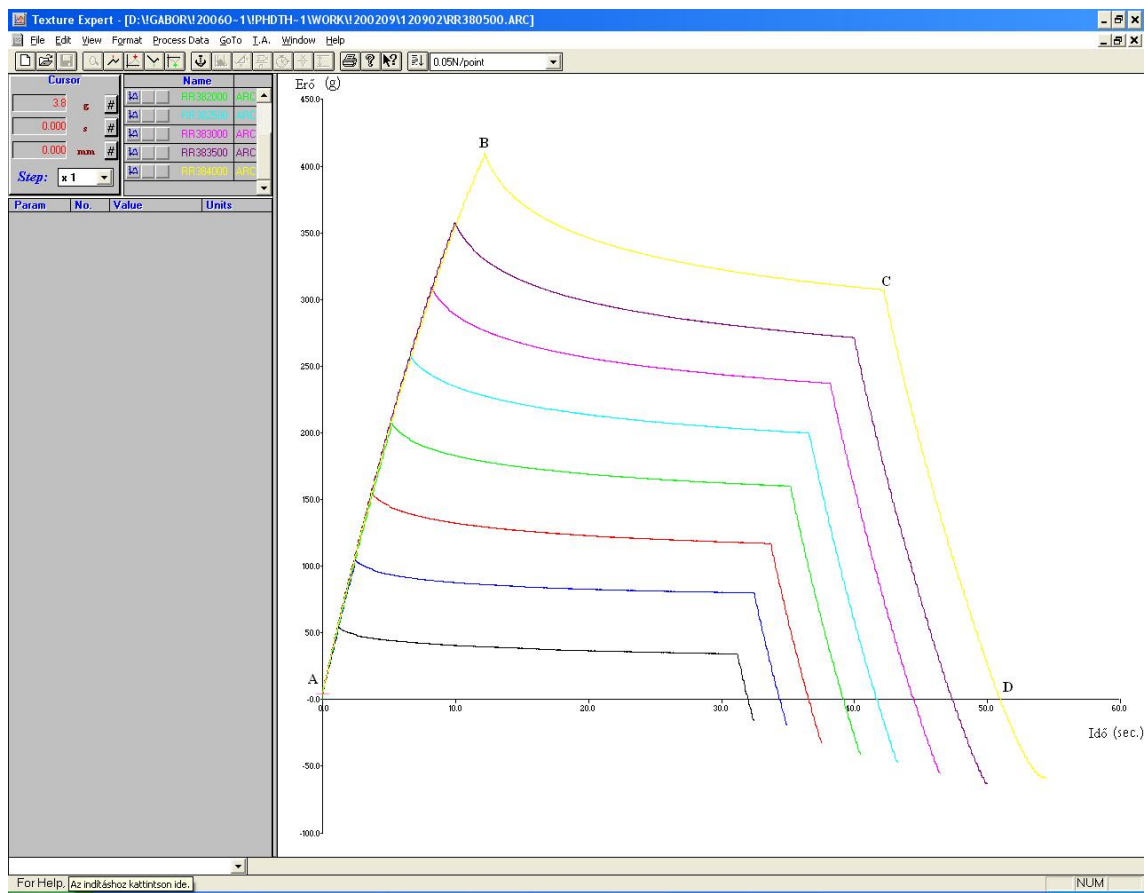 Texture Expert - [D:\!GABOR\!2006O~1\!PHDTH~1\WORK\!200209\120902\RR380500.ARC]
File Edit View Format Process Data GoTo T.A. Window Help
0.05N/point
Cursor
3.8 g #
0.000 s #
0.000 mm #
Step: x 1
Name
RR382000 ARC
RR382500 ARC
RR383000 ARC
RR383500 ARC
RR384000 ARC
Param No. Value Units
Erő (g)
450.0
400.0
350.0
300.0
250.0
200.0
150.0
100.0
50.0
-0.0
-50.0
-100.0
A
B
C
D
0.0 10.0 20.0 30.0 40.0 50.0 60.0
Idő (sec.)
For Help,
Az indításhoz kattintson ide.
NUM